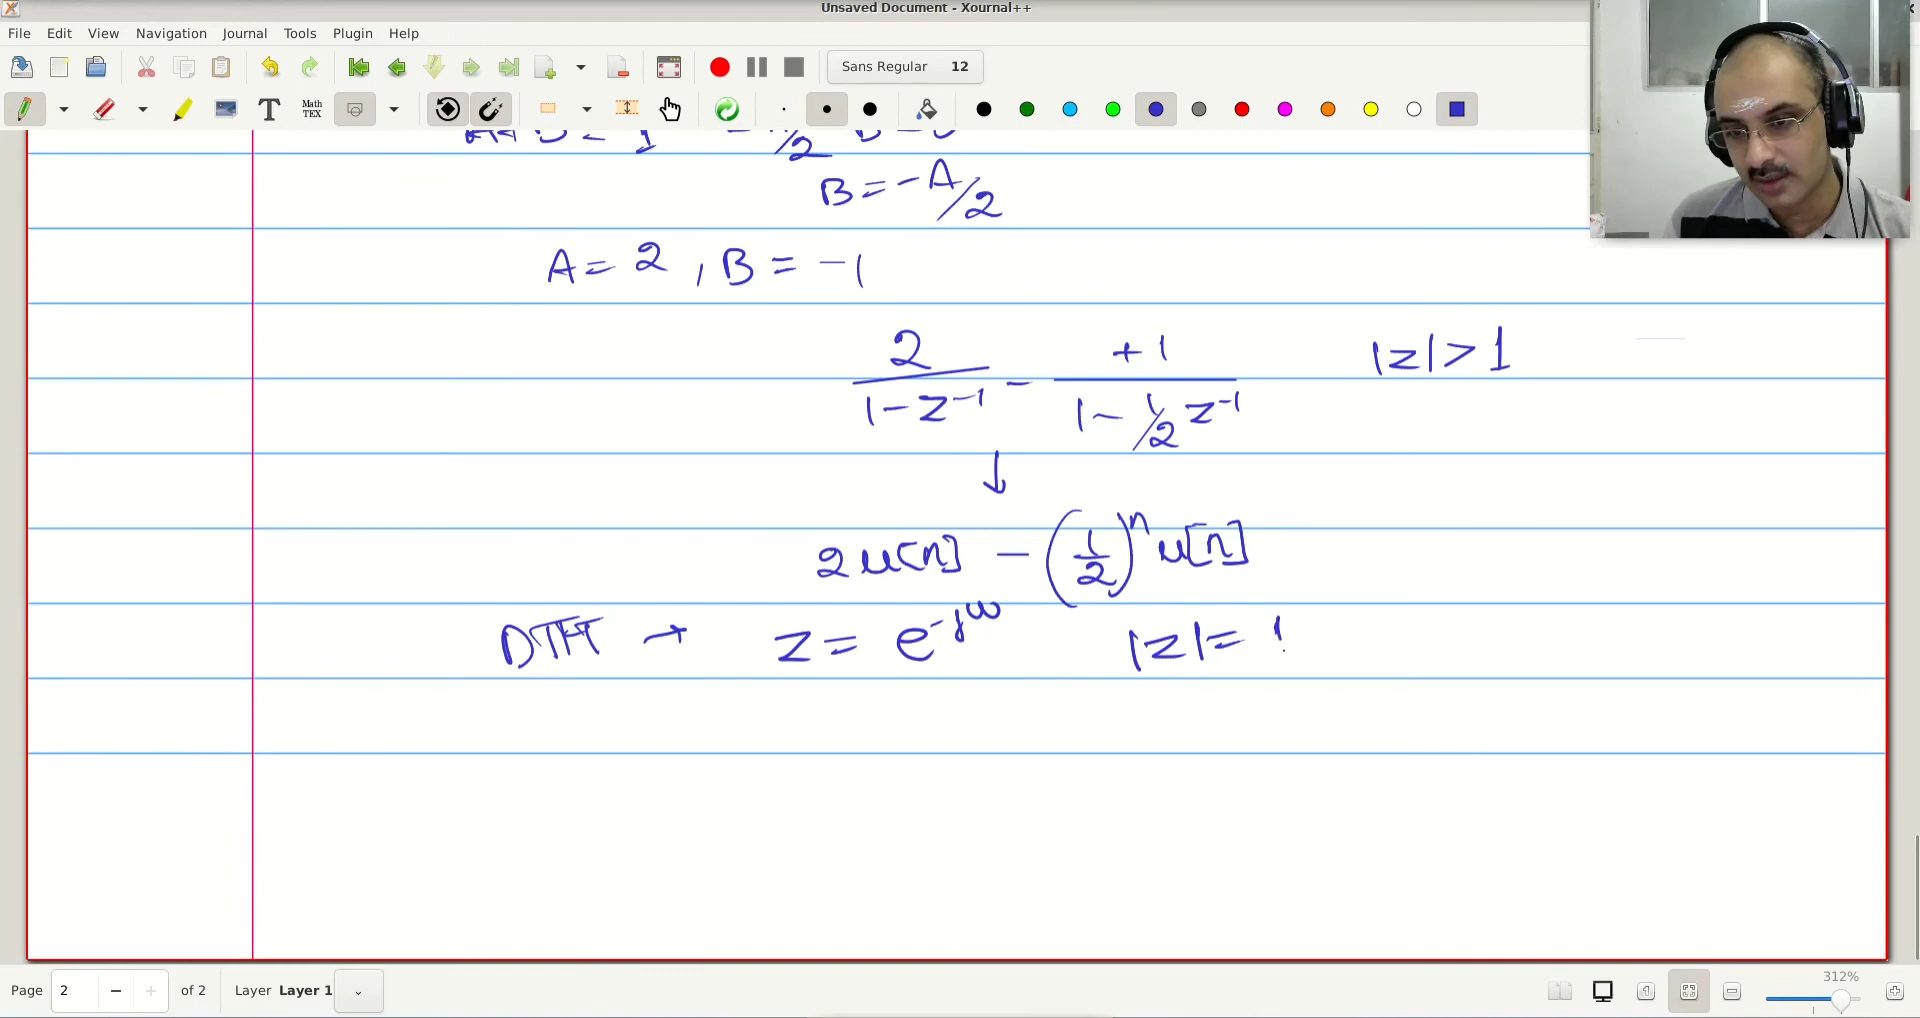 Unsaved Document - Xournal++
File Edit View Navigation Journal Tools Plugin Help
Sans Regular 12
Math TEX
B = -A/2
A = 2 , B = -1
2/(1 - z⁻¹) - +1/(1 - 1/2 z⁻¹) |z| > 1
↓
2u[n] - (1/2)ⁿ u[n]
DTFT → z = e^-jω |z| = 1
Page 2 - + of 2 Layer Layer 1 312%